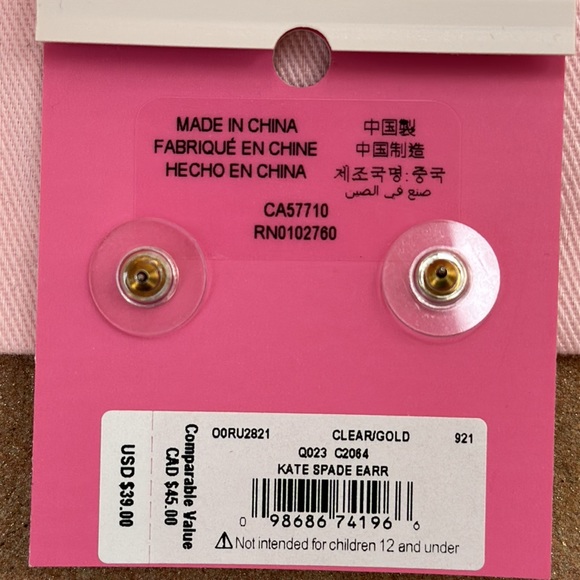 MADE IN CHINA
FABRIQUÉ EN CHINE
HECHO EN CHINA
中国製
中国制造
제조국명: 중국
صنع في الصين
CA57710
RN0102760
O0RU2821 CLEAR/GOLD 921
Q023 C2064
KATE SPADE EARR
0 98686 74196 6
⚠Not intended for children 12 and under
Comparable Value
CAD $45.00
USD $39.00